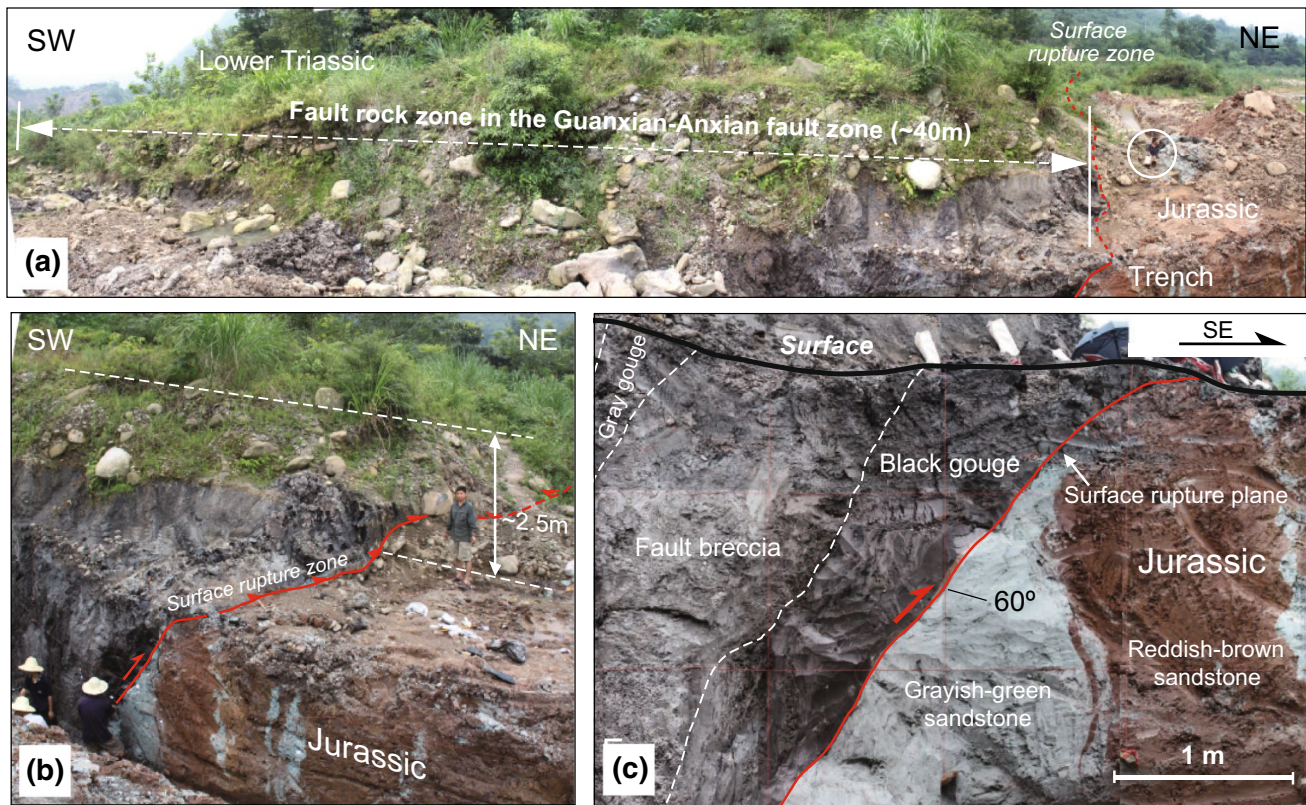 SW
NE
Lower Triassic
Surface
rupture zone
Fault rock zone in the Guanxian-Anxian fault zone (~40m)
Jurassic
Trench
(a)
SW
NE
~2.5m
Surface rupture zone
Jurassic
(b)
SE
Surface
Gray gouge
Black gouge
Surface rupture plane
Fault breccia
Jurassic
60º
Reddish-brown
sandstone
Grayish-green
sandstone
1 m
(c)